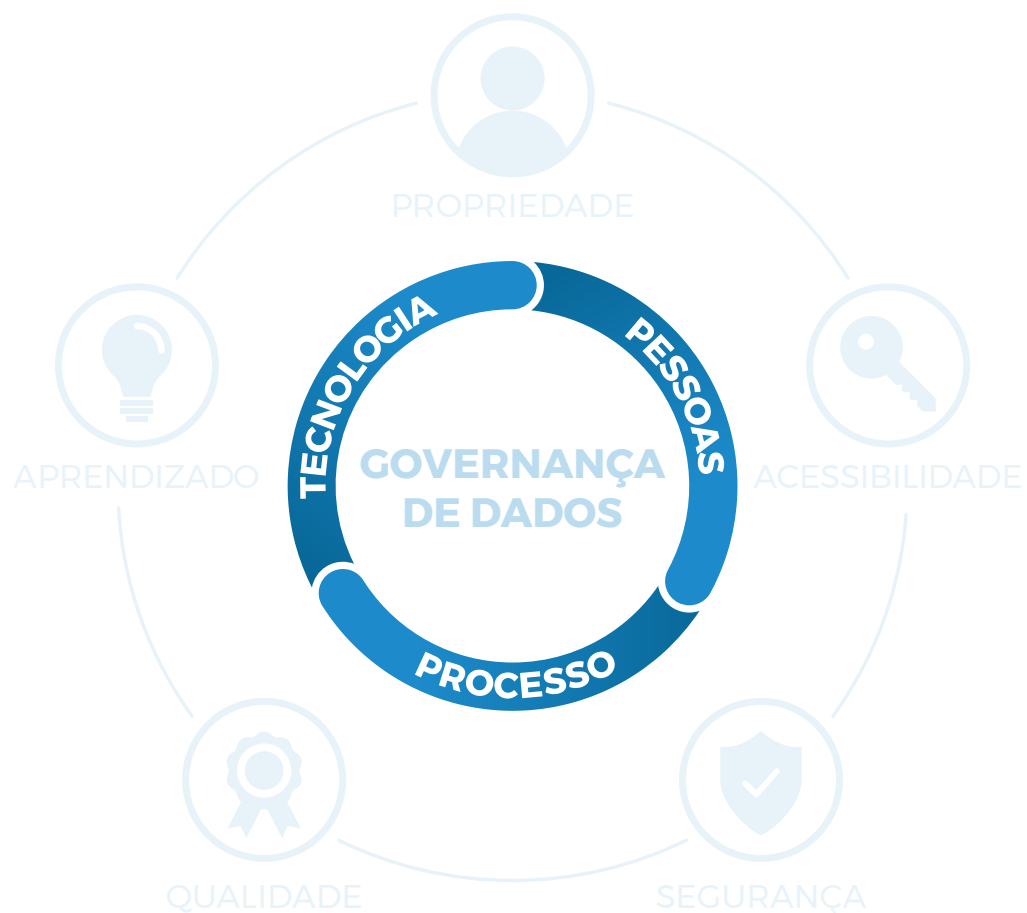 PROPRIEDADE
TECNOLOGIA
PESSOAS
GOVERNANÇA
DE DADOS
APRENDIZADO
ACESSIBILIDADE
PROCESSO
QUALIDADE
SEGURANÇA